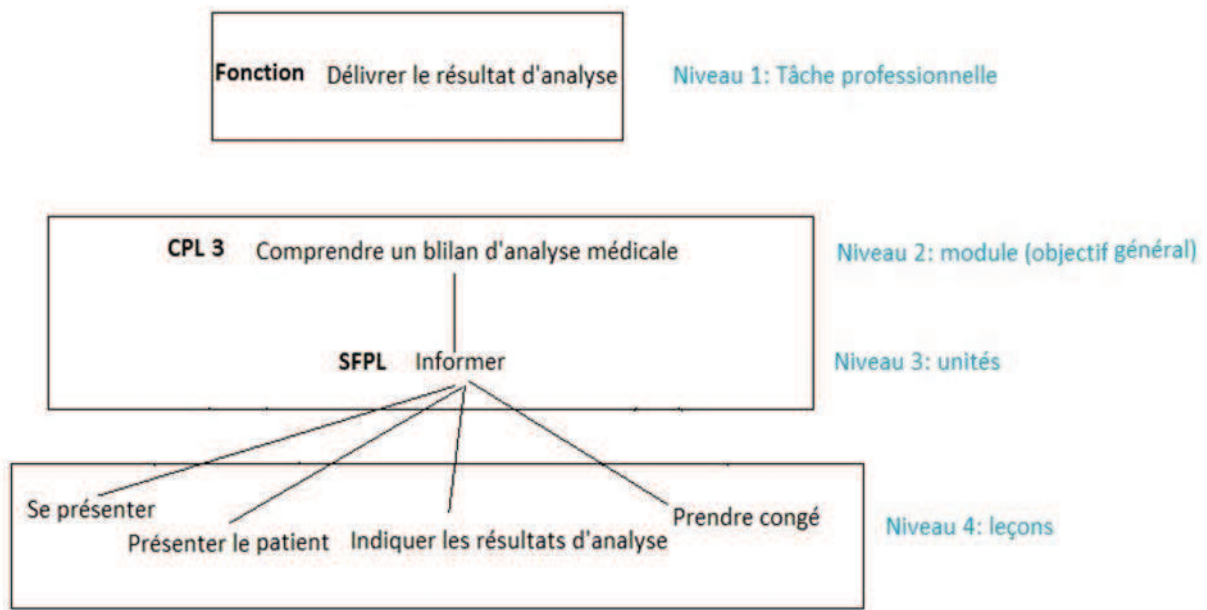 Fonction Délivrer le résultat d'analyse Niveau 1: Tâche professionnelle
CPL 3 Comprendre un blilan d'analyse médicale Niveau 2: module (objectif général)
SFPL Informer Niveau 3: unités
Se présenter
Présenter le patient
Indiquer les résultats d'analyse
Prendre congé
Niveau 4: leçons